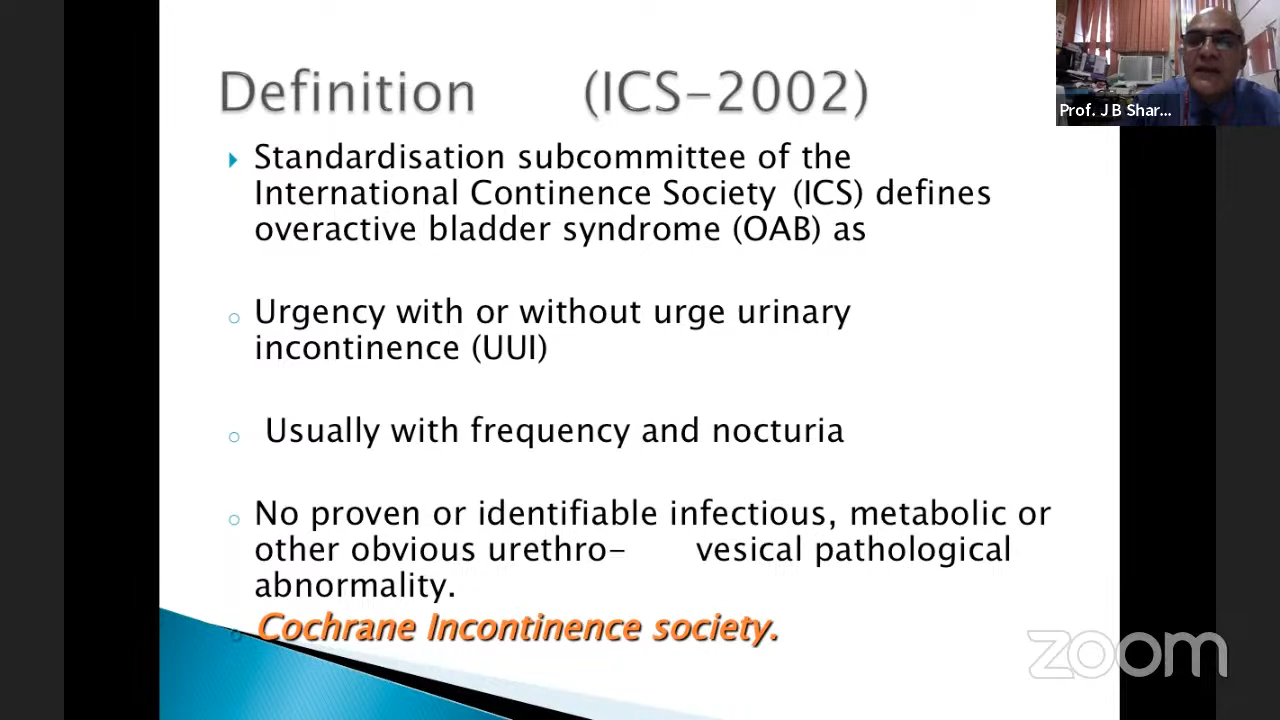 Definition (ICS-2002)
Standardisation subcommittee of the
International Continence Society (ICS) defines
overactive bladder syndrome (OAB) as
Urgency with or without urge urinary
incontinence (UUI)
Usually with frequency and nocturia
No proven or identifiable infectious, metabolic or
other obvious urethro- vesical pathological
abnormality.
Cochrane Incontinence society.
Prof. J B Shar...
zoom